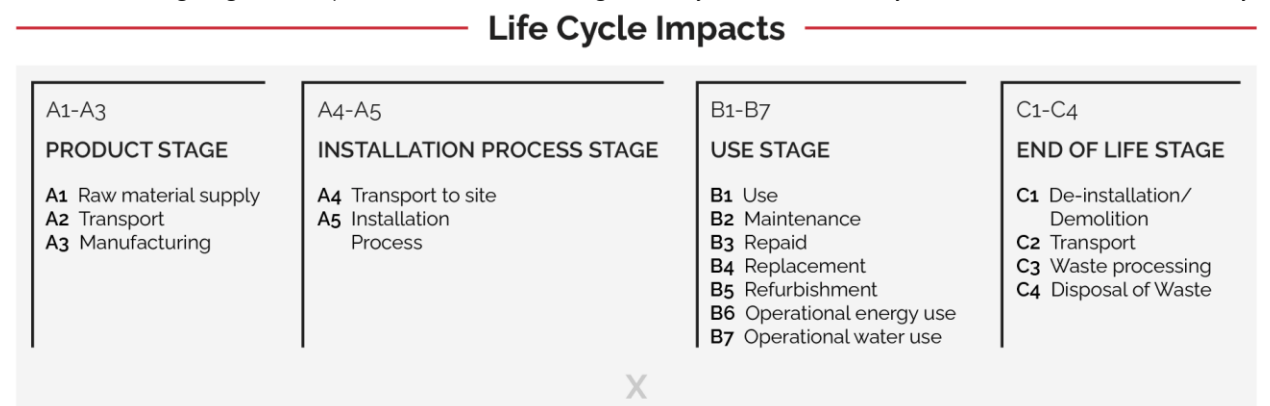 Life Cycle Impacts
A1-A3
PRODUCT STAGE
A1 Raw material supply
A2 Transport
A3 Manufacturing
A4-A5
INSTALLATION PROCESS STAGE
A4 Transport to site
A5 Installation
Process
B1-B7
USE STAGE
B1 Use
B2 Maintenance
B3 Repaid
B4 Replacement
B5 Refurbishment
B6 Operational energy use
B7 Operational water use
C1-C4
END OF LIFE STAGE
C1 De-installation/
Demolition
C2 Transport
C3 Waste processing
C4 Disposal of Waste
X